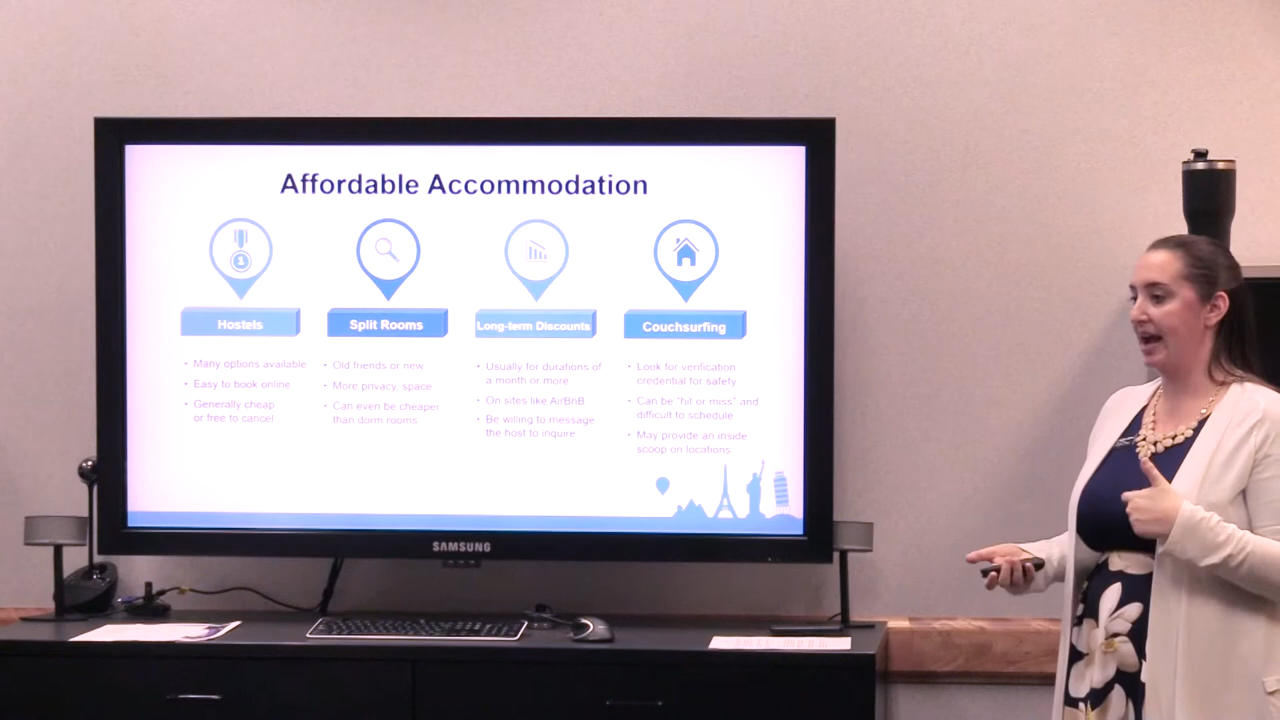 Affordable Accommodation
1
Hostels
• Many options available
• Easy to book online
• Generally cheap
or free to cancel
Split Rooms
• Old friends or new
• More privacy, space
• Can even be cheaper
than dorm rooms
Long-term Discounts
• Usually for durations of
a month or more
• On sites like AirBnB
• Be willing to message
the host to inquire
Couchsurfing
• Look for verification
credential for safety
• Can be "hit or miss" and
difficult to schedule
• May provide an inside
scoop on locations
SAMSUNG